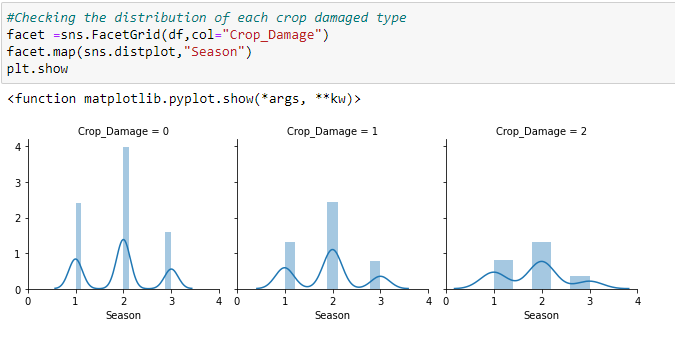 #Checking the distribution of each crop damaged type
facet =sns.FacetGrid(df,col="Crop_Damage")
facet.map(sns.distplot,"Season")
plt.show
<function matplotlib.pyplot.show(*args, **kw)>
Crop_Damage = 0 Crop_Damage = 1 Crop_Damage = 2
4
3
2
1
0
0 1 2 3 4 0 1 2 3 4 0 1 2 3 4
Season Season Season